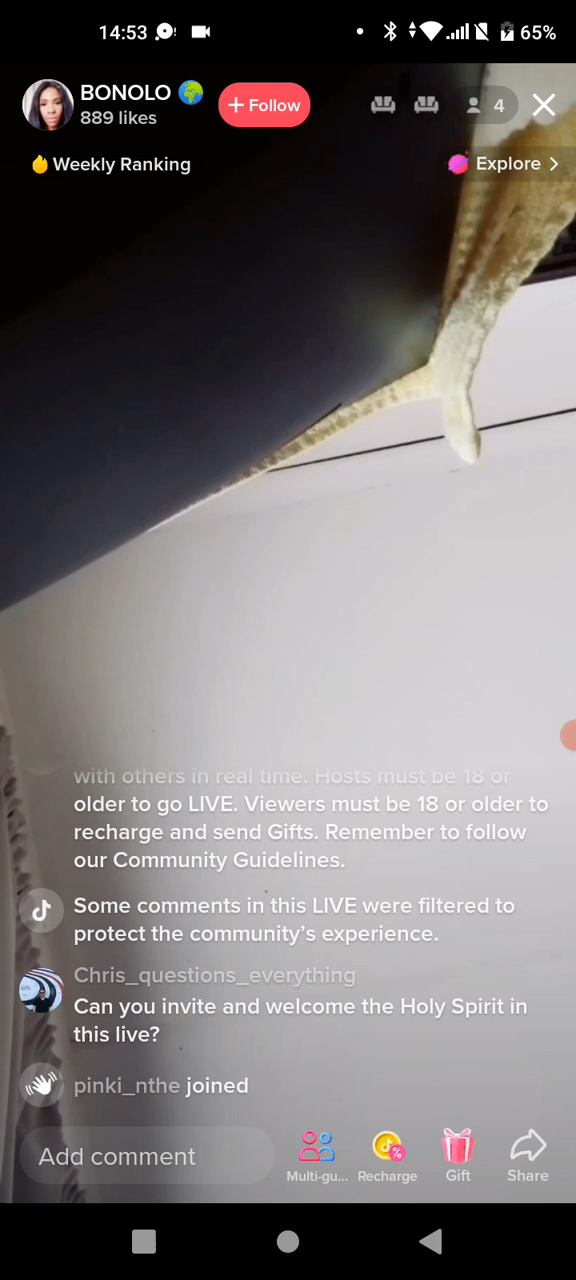 14:53
65%
BONOLO
889 likes
+ Follow
4
Weekly Ranking
Explore >
with others in real time. Hosts must be 18 or
older to go LIVE. Viewers must be 18 or older to
recharge and send Gifts. Remember to follow
our Community Guidelines.
Some comments in this LIVE were filtered to
protect the community's experience.
Chris_questions_everything
Can you invite and welcome the Holy Spirit in
this live?
pinki_nthe joined
Add comment
Multi-gu...
Recharge
Gift
Share